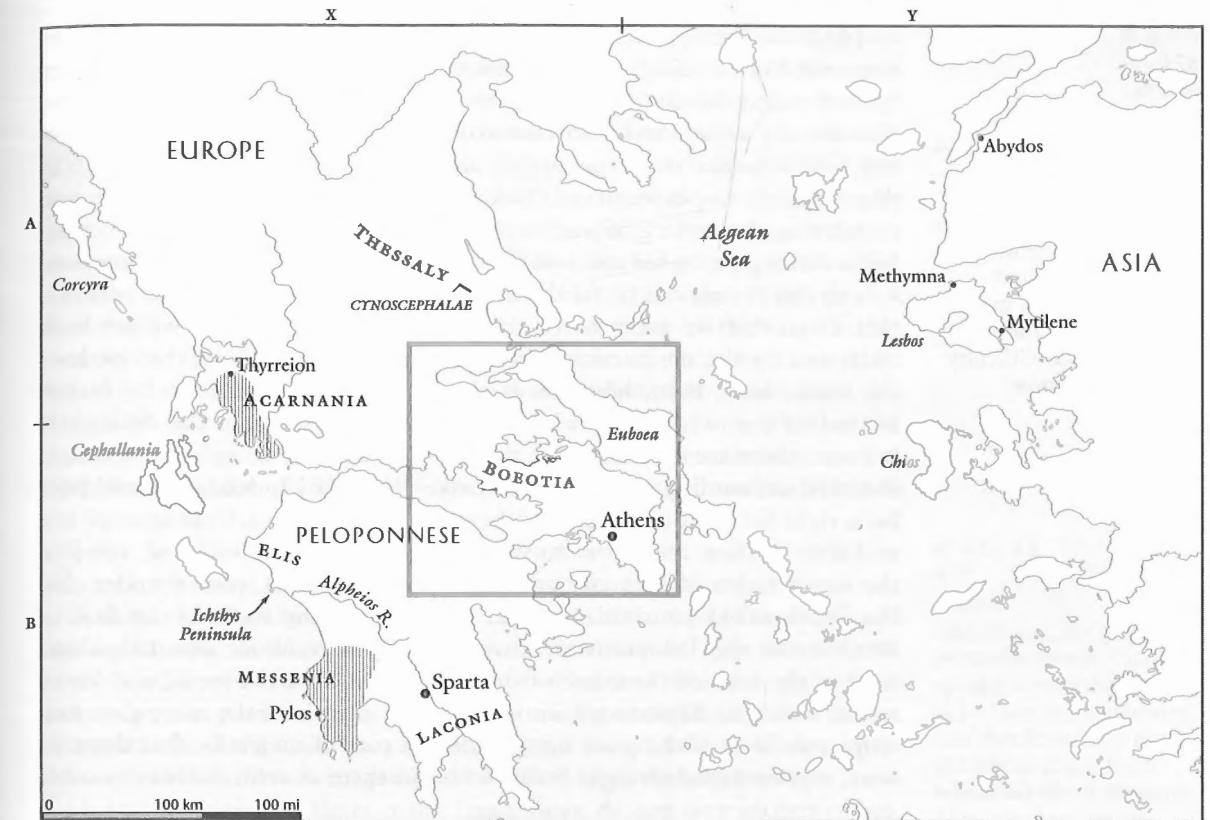 X
Y
EUROPE
Abydos
A
THESSALY
Aegean
Sea
ASIA
Corcyra
Methymna
CYNOSCEPHALAE
Mytilene
Lesbos
Thyrreion
ACARNANIA
Euboea
Cephallania
Chios
BOEOTIA
Athens
PELOPONNESE
ELIS
Alpheios R.
Ichthys
Peninsula
B
MESSENIA
Sparta
Pylos
LACONIA
0 100 km 100 mi